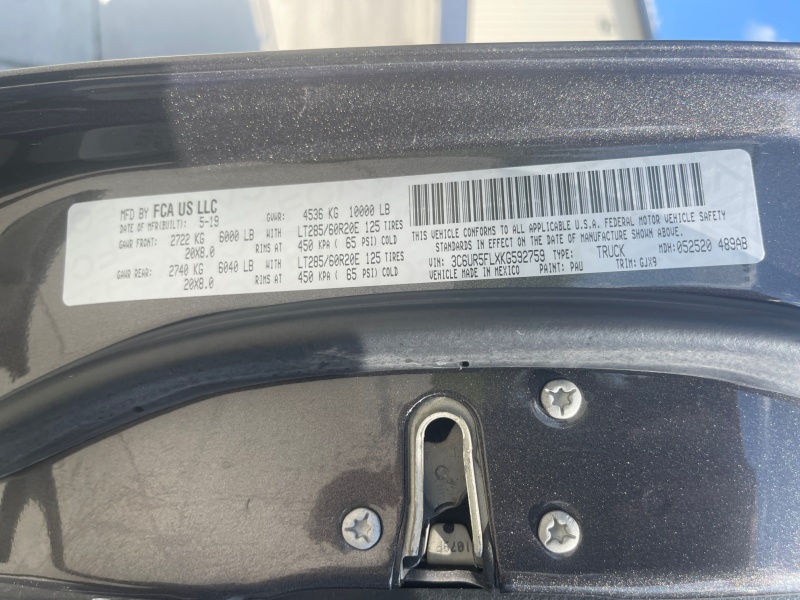 MFD BY FCA US LLC
DATE OF MFR(BUILT): 5-19 GVWR: 4536 KG 10000 LB
GAWR FRONT: 2722 KG 6000 LB WITH LT285/60R20E 125 TIRES
20X8.0 RIMS AT 450 KPA ( 65 PSI) COLD
GAWR REAR: 2740 KG 6040 LB WITH LT285/60R20E 125 TIRES
20X8.0 RIMS AT 450 KPA ( 65 PSI) COLD
THIS VEHICLE CONFORMS TO ALL APPLICABLE U.S.A. FEDERAL MOTOR VEHICLE SAFETY
STANDARDS IN EFFECT ON THE DATE OF MANUFACTURE SHOWN ABOVE.
VIN: 3C6UR5FLXKG592759 TYPE: TRUCK MDH: 052520 489AB
VEHICLE MADE IN MEXICO PAINT: PAU TRIM: GJX9